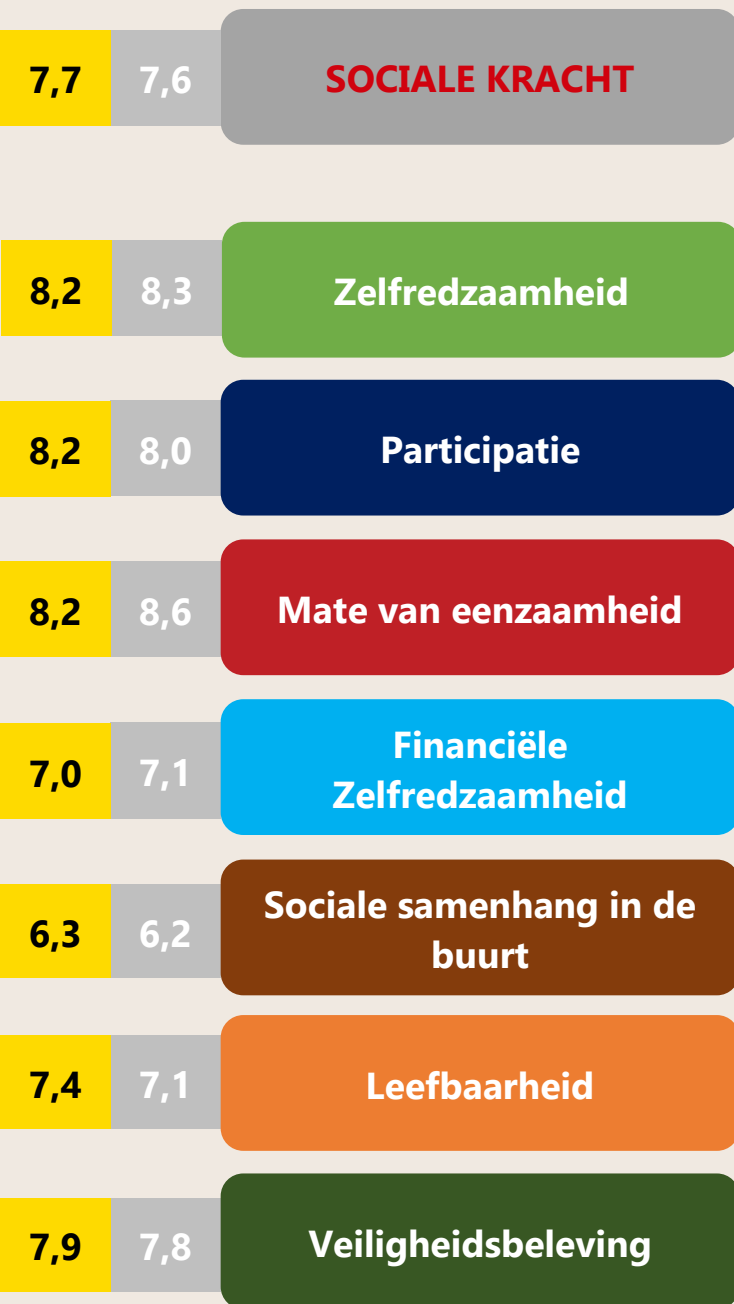 7,7 7,6 SOCIALE KRACHT
8,2 8,3 Zelfredzaamheid
8,2 8,0 Participatie
8,2 8,6 Mate van eenzaamheid
7,0 7,1 Financiële
Zelfredzaamheid
6,3 6,2 Sociale samenhang in de
buurt
7,4 7,1 Leefbaarheid
7,9 7,8 Veiligheidsbeleving